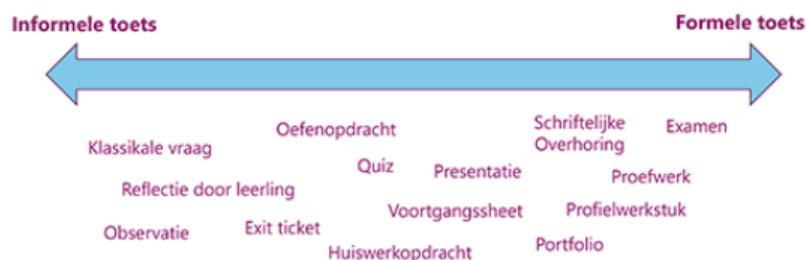 Informele toets
Formele toets
Oefenopdracht
Schriftelijke
Overhoring
Examen
Klassikale vraag
Quiz
Presentatie
Proefwerk
Reflectie door leerling
Voortgangssheet
Profielwerkstuk
Observatie
Exit ticket
Huiswerkopdracht
Portfolio